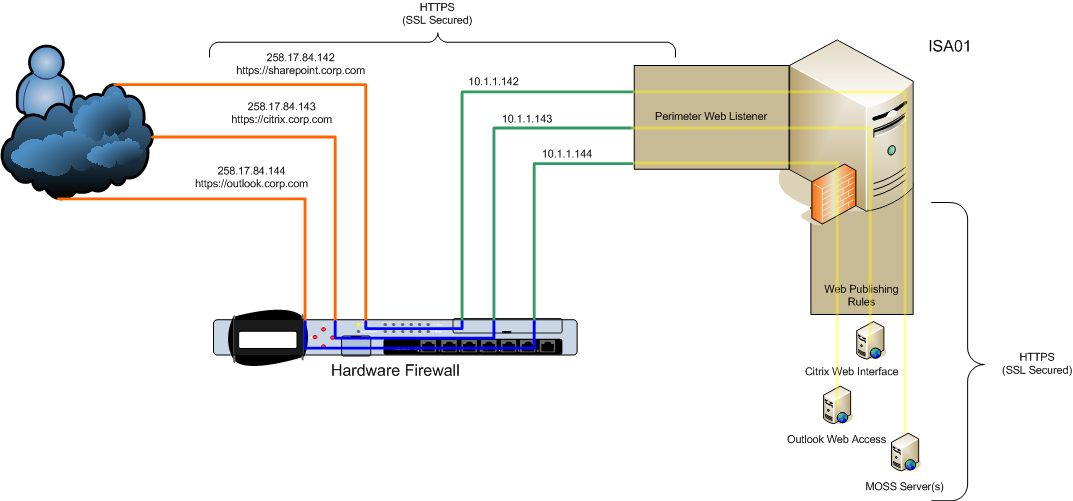 HTTPS
(SSL Secured)
ISA01
258.17.84.142
https://sharepoint.corp.com
10.1.1.142
258.17.84.143
https://citrix.corp.com
10.1.1.143
Perimeter Web Listener
258.17.84.144
https://outlook.corp.com
10.1.1.144
Web Publishing
Rules
Hardware Firewall
Citrix Web Interface
HTTPS
(SSL Secured)
Outlook Web Access
MOSS Server(s)